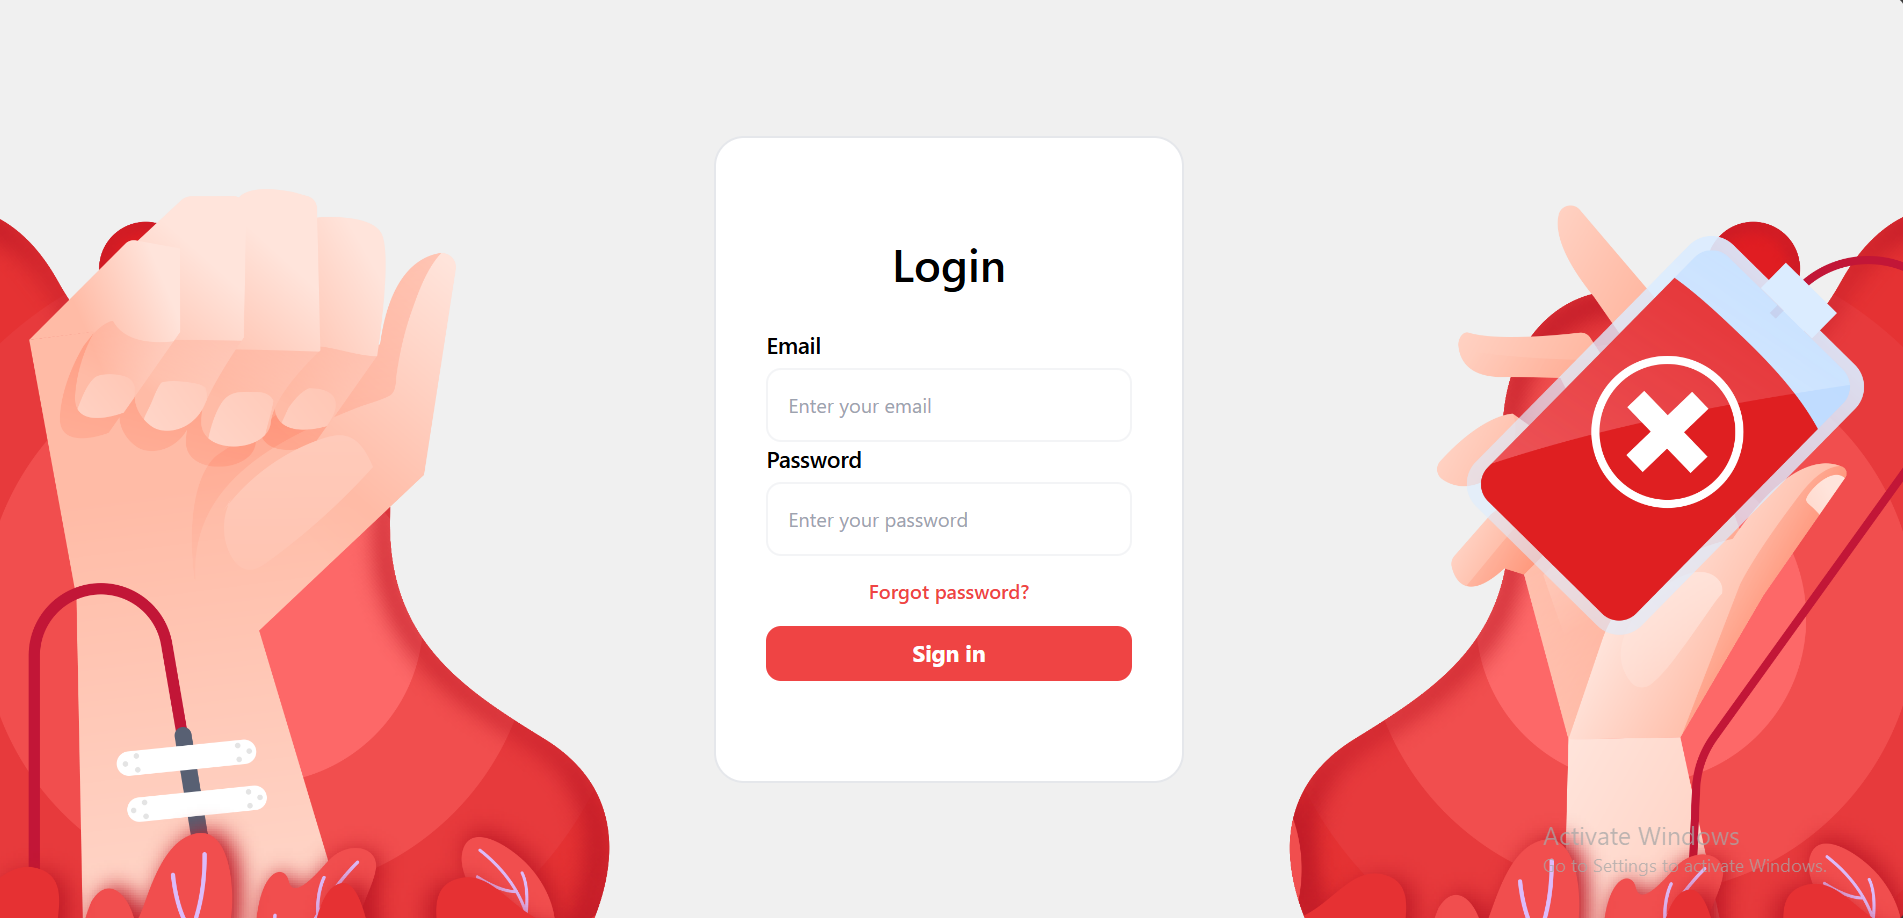 Login
Email
Enter your email
Password
Enter your password
Forgot password?
Sign in
Activate Windows
Go to Settings to activate Windows.